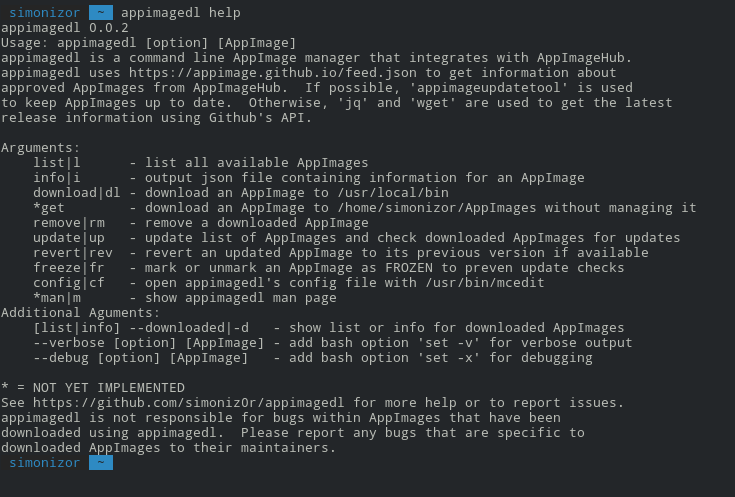 simonizor ~ appimagedl help
appimagedl 0.0.2
Usage: appimagedl [option] [AppImage]
appimagedl is a command line AppImage manager that integrates with AppImageHub.
appimagedl uses https://appimage.github.io/feed.json to get information about
approved AppImages from AppImageHub.  If possible, 'appimageupdatetool' is used
to keep AppImages up to date.  Otherwise, 'jq' and 'wget' are used to get the latest
release information using Github's API.

Arguments:
    list|l      - list all available AppImages
    info|i      - output json file containing information for an AppImage
    download|dl - download an AppImage to /usr/local/bin
    *get        - download an AppImage to /home/simonizor/AppImages without managing it
    remove|rm   - remove a downloaded AppImage
    update|up   - update list of AppImages and check downloaded AppImages for updates
    revert|rev  - revert an updated AppImage to its previous version if available
    freeze|fr   - mark or unmark an AppImage as FROZEN to preven update checks
    config|cf   - open appimagedl's config file with /usr/bin/mcedit
    *man|m      - show appimagedl man page
Additional Aguments:
    [list|info] --downloaded|-d   - show list or info for downloaded AppImages
    --verbose [option] [AppImage] - add bash option 'set -v' for verbose output
    --debug [option] [AppImage]   - add bash option 'set -x' for debugging

* = NOT YET IMPLEMENTED
See https://github.com/simoniz0r/appimagedl for more help or to report issues.
appimagedl is not responsible for bugs within AppImages that have been
downloaded using appimagedl.  Please report any bugs that are specific to
downloaded AppImages to their maintainers.
simonizor ~